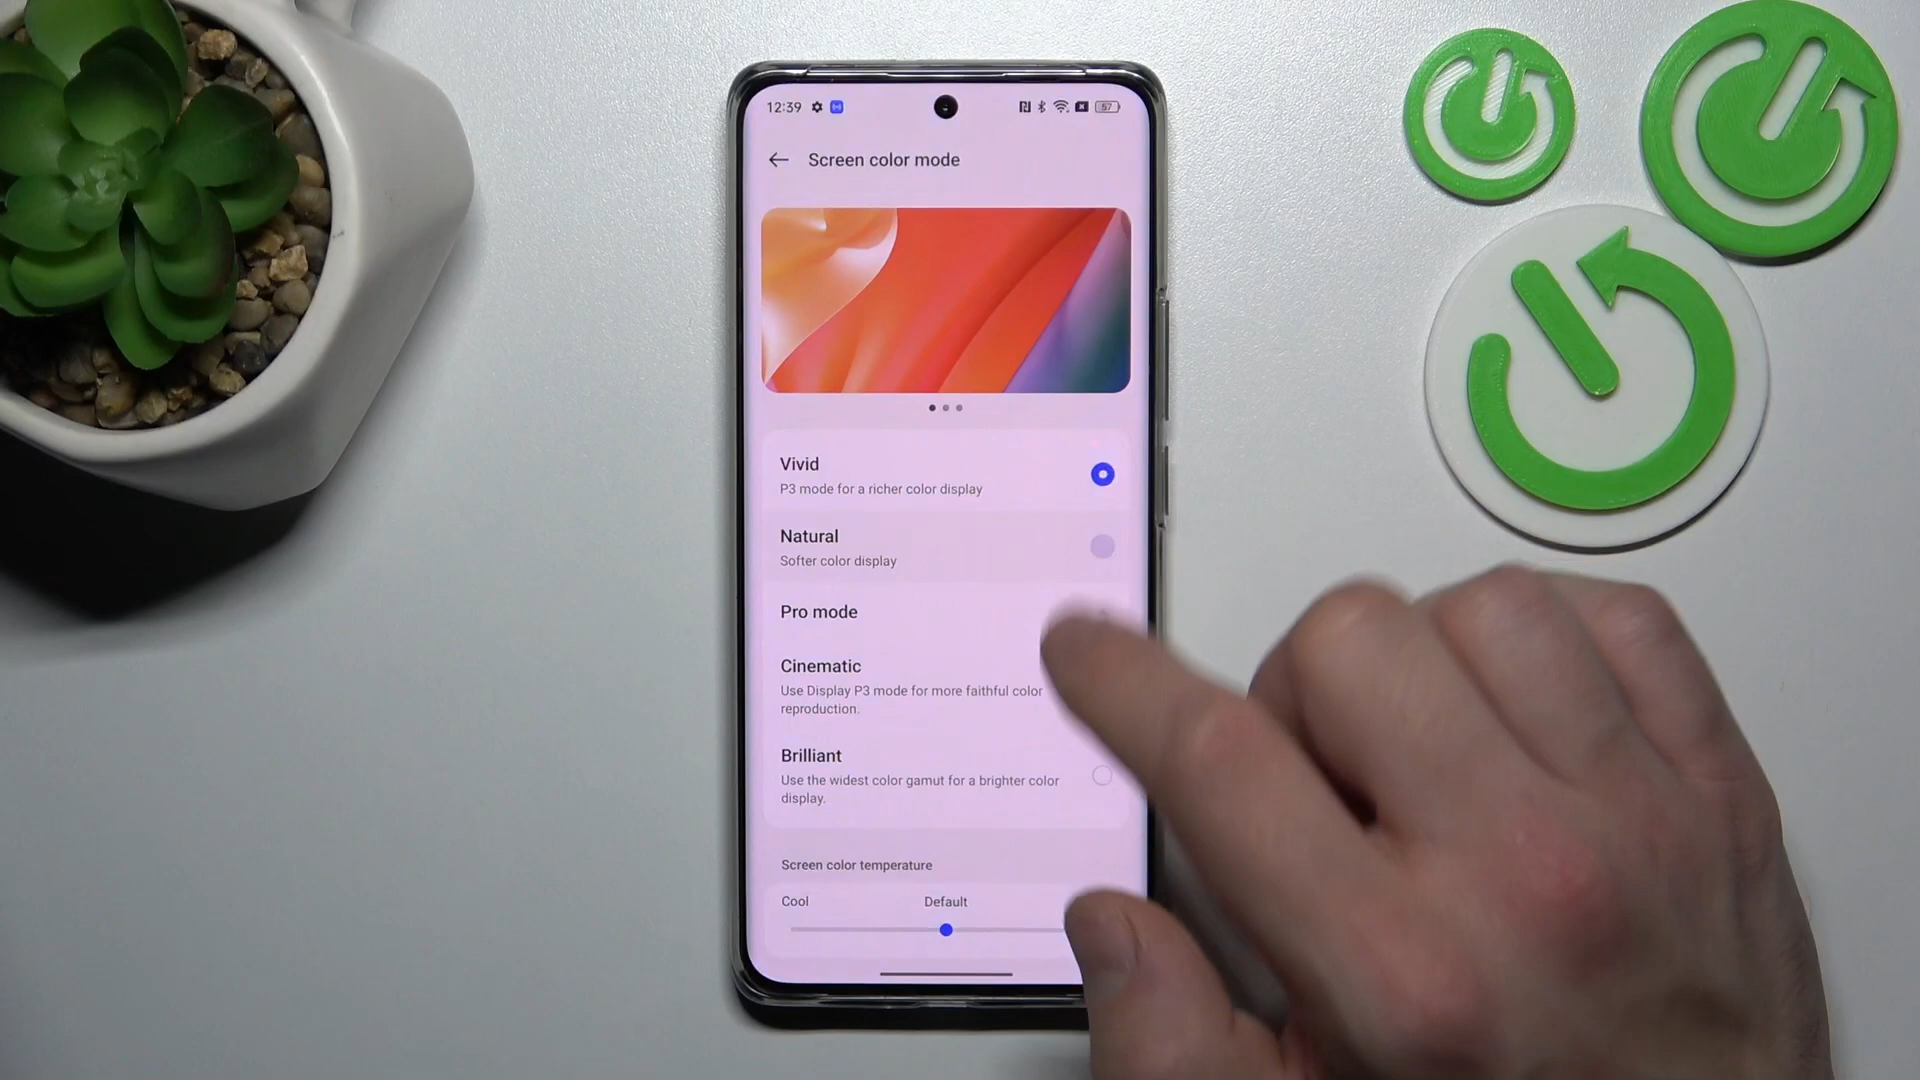 12:39 57
Screen color mode
Vivid
P3 mode for a richer color display
Natural
Softer color display
Pro mode
Cinematic
Use Display P3 mode for more faithful color
reproduction.
Brilliant
Use the widest color gamut for a brighter color
display.
Screen color temperature
Cool Default